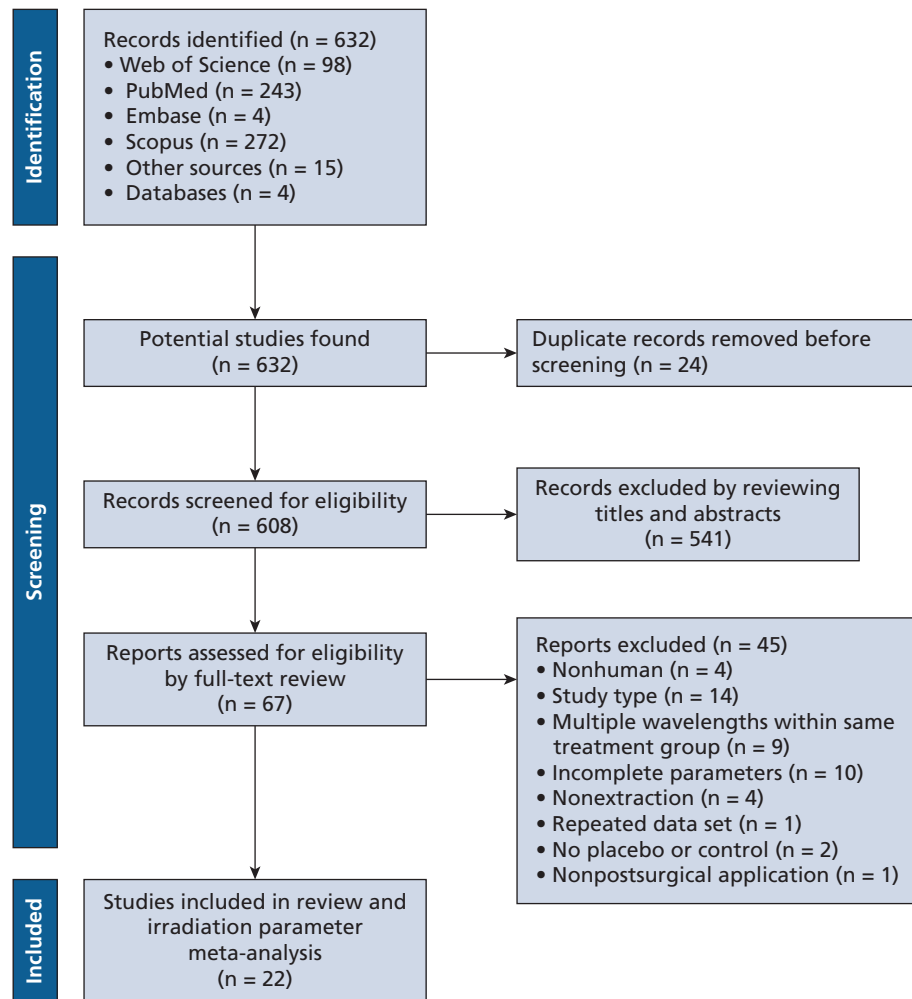 Identification
Records identified (n = 632)
• Web of Science (n = 98)
• PubMed (n = 243)
• Embase (n = 4)
• Scopus (n = 272)
• Other sources (n = 15)
• Databases (n = 4)
Screening
Potential studies found
(n = 632)
Duplicate records removed before
screening (n = 24)
Records screened for eligibility
(n = 608)
Records excluded by reviewing
titles and abstracts
(n = 541)
Reports assessed for eligibility
by full-text review
(n = 67)
Reports excluded (n = 45)
• Nonhuman (n = 4)
• Study type (n = 14)
• Multiple wavelengths within same
treatment group (n = 9)
• Incomplete parameters (n = 10)
• Nonextraction (n = 4)
• Repeated data set (n = 1)
• No placebo or control (n = 2)
• Nonpostsurgical application (n = 1)
Included
Studies included in review and
irradiation parameter
meta-analysis
(n = 22)